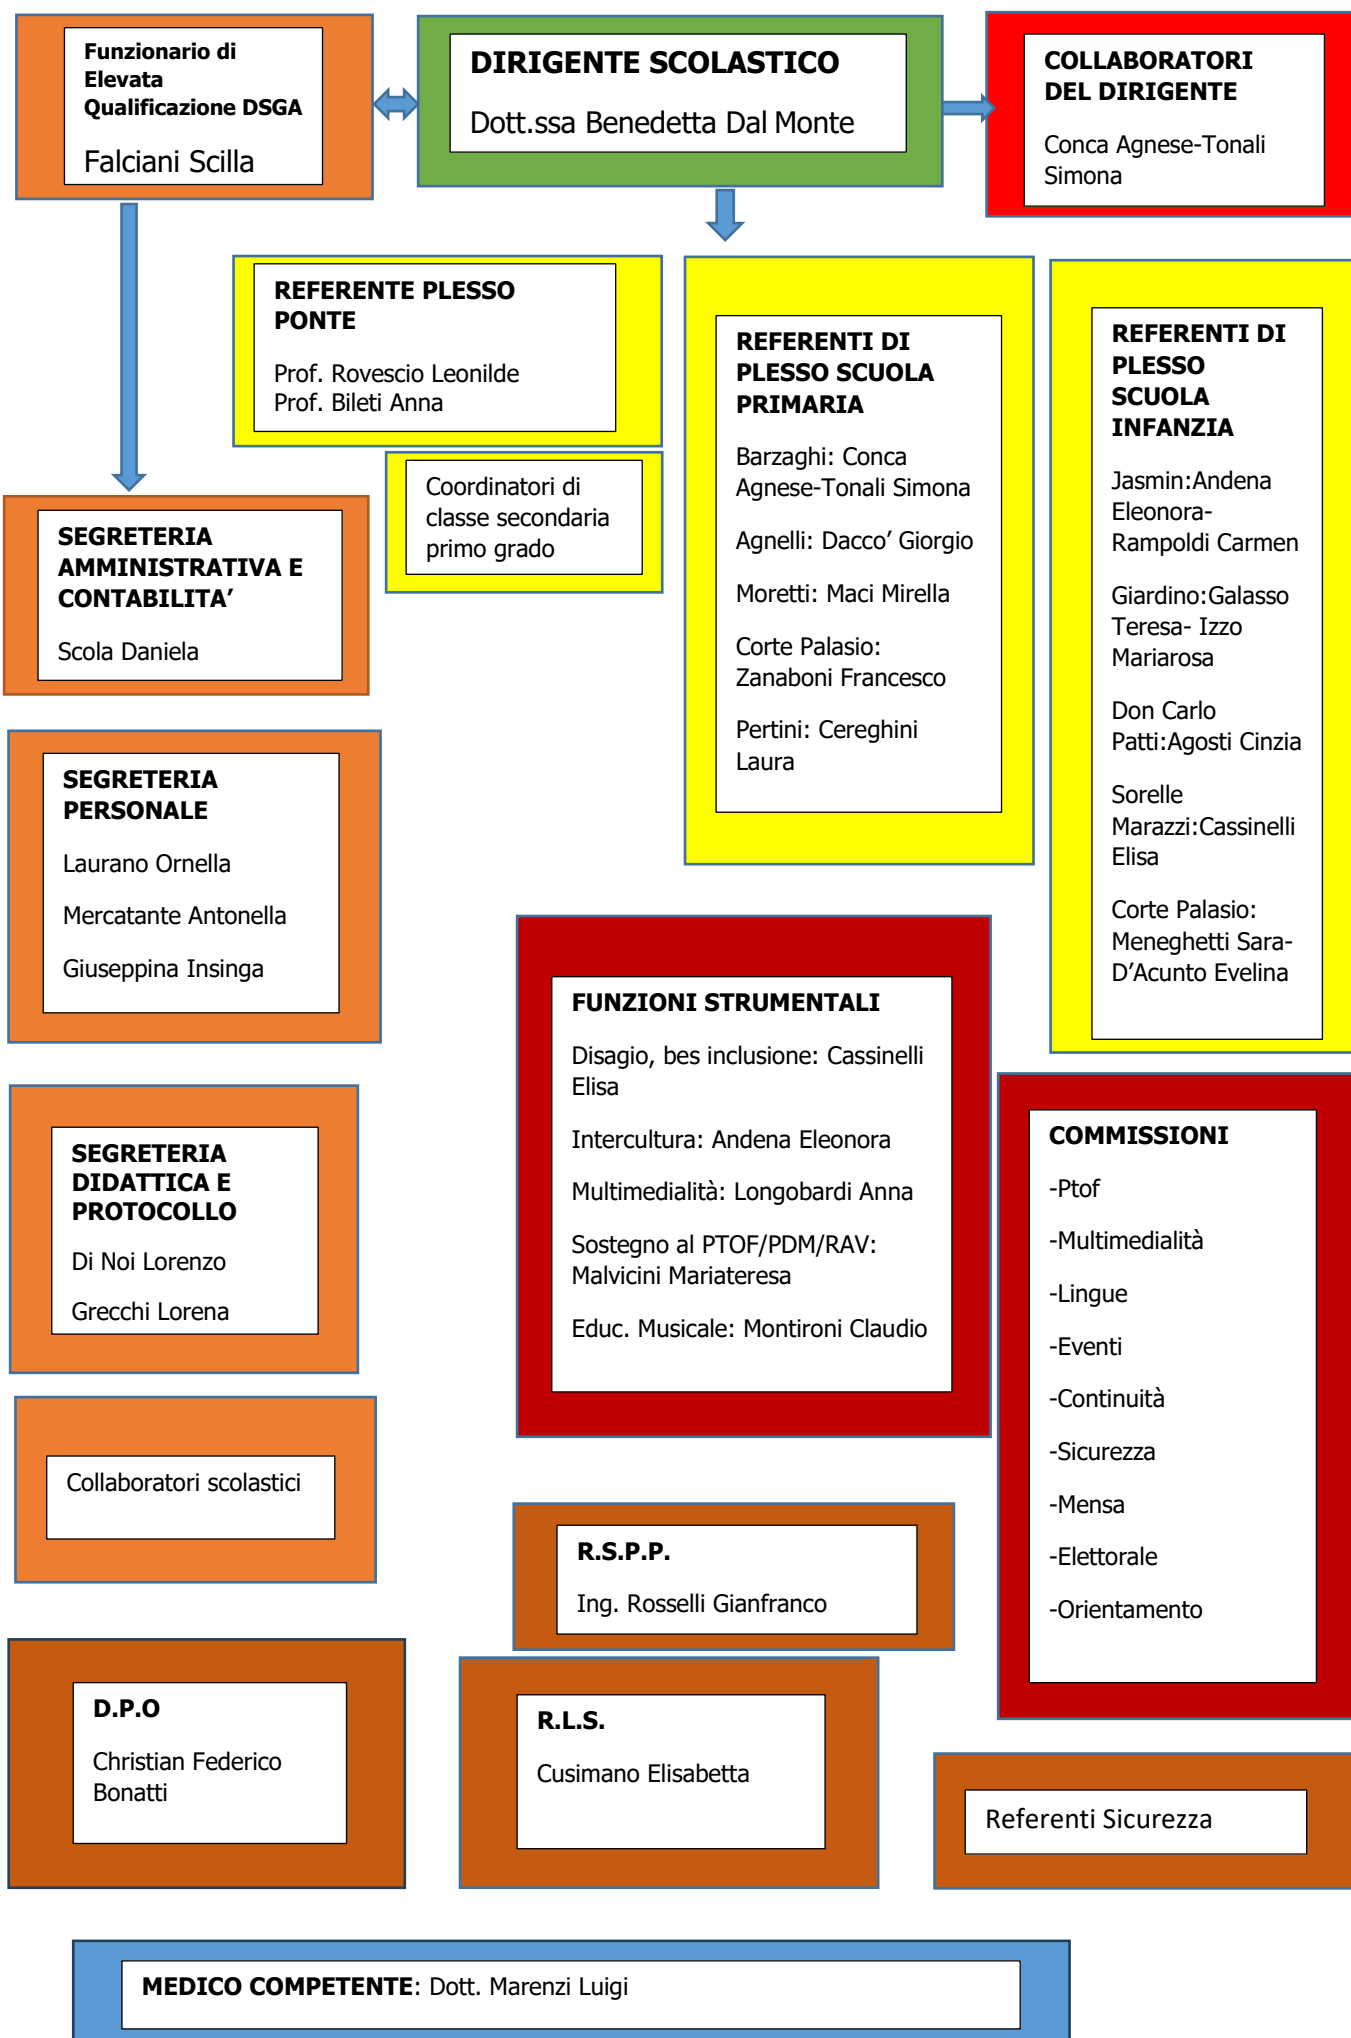 Funzionario di
Elevata
Qualificazione DSGA
Falciani Scilla
DIRIGENTE SCOLASTICO
Dott.ssa Benedetta Dal Monte
COLLABORATORI
DEL DIRIGENTE
Conca Agnese-Tonali
Simona
REFERENTE PLESSO
PONTE
Prof. Rovescio Leonilde
Prof. Bileti Anna
Coordinatori di
classe secondaria
primo grado
REFERENTI DI
PLESSO SCUOLA
PRIMARIA
Barzaghi: Conca
Agnese-Tonali Simona
Agnelli: Dacco’ Giorgio
Moretti: Maci Mirella
Corte Palasio:
Zanaboni Francesco
Pertini: Cereghini
Laura
REFERENTI DI
PLESSO
SCUOLA
INFANZIA
Jasmin:Andena
Eleonora-
Rampoldi Carmen
Giardino:Galasso
Teresa- Izzo
Mariarosa
Don Carlo
Patti:Agosti Cinzia
Sorelle
Marazzi:Cassinelli
Elisa
Corte Palasio:
Meneghetti Sara-
D’Acunto Evelina
SEGRETERIA
AMMINISTRATIVA E
CONTABILITA’
Scola Daniela
SEGRETERIA
PERSONALE
Laurano Ornella
Mercatante Antonella
Giuseppina Insinga
SEGRETERIA
DIDATTICA E
PROTOCOLLO
Di Noi Lorenzo
Grecchi Lorena
Collaboratori scolastici
FUNZIONI STRUMENTALI
Disagio, bes inclusione: Cassinelli
Elisa
Intercultura: Andena Eleonora
Multimedialità: Longobardi Anna
Sostegno al PTOF/PDM/RAV:
Malvicini Mariateresa
Educ. Musicale: Montironi Claudio
COMMISSIONI
-Ptof
-Multimedialità
-Lingue
-Eventi
-Continuità
-Sicurezza
-Mensa
-Elettorale
-Orientamento
R.S.P.P.
Ing. Rosselli Gianfranco
D.P.O
Christian Federico
Bonatti
R.L.S.
Cusimano Elisabetta
Referenti Sicurezza
MEDICO COMPETENTE: Dott. Marenzi Luigi